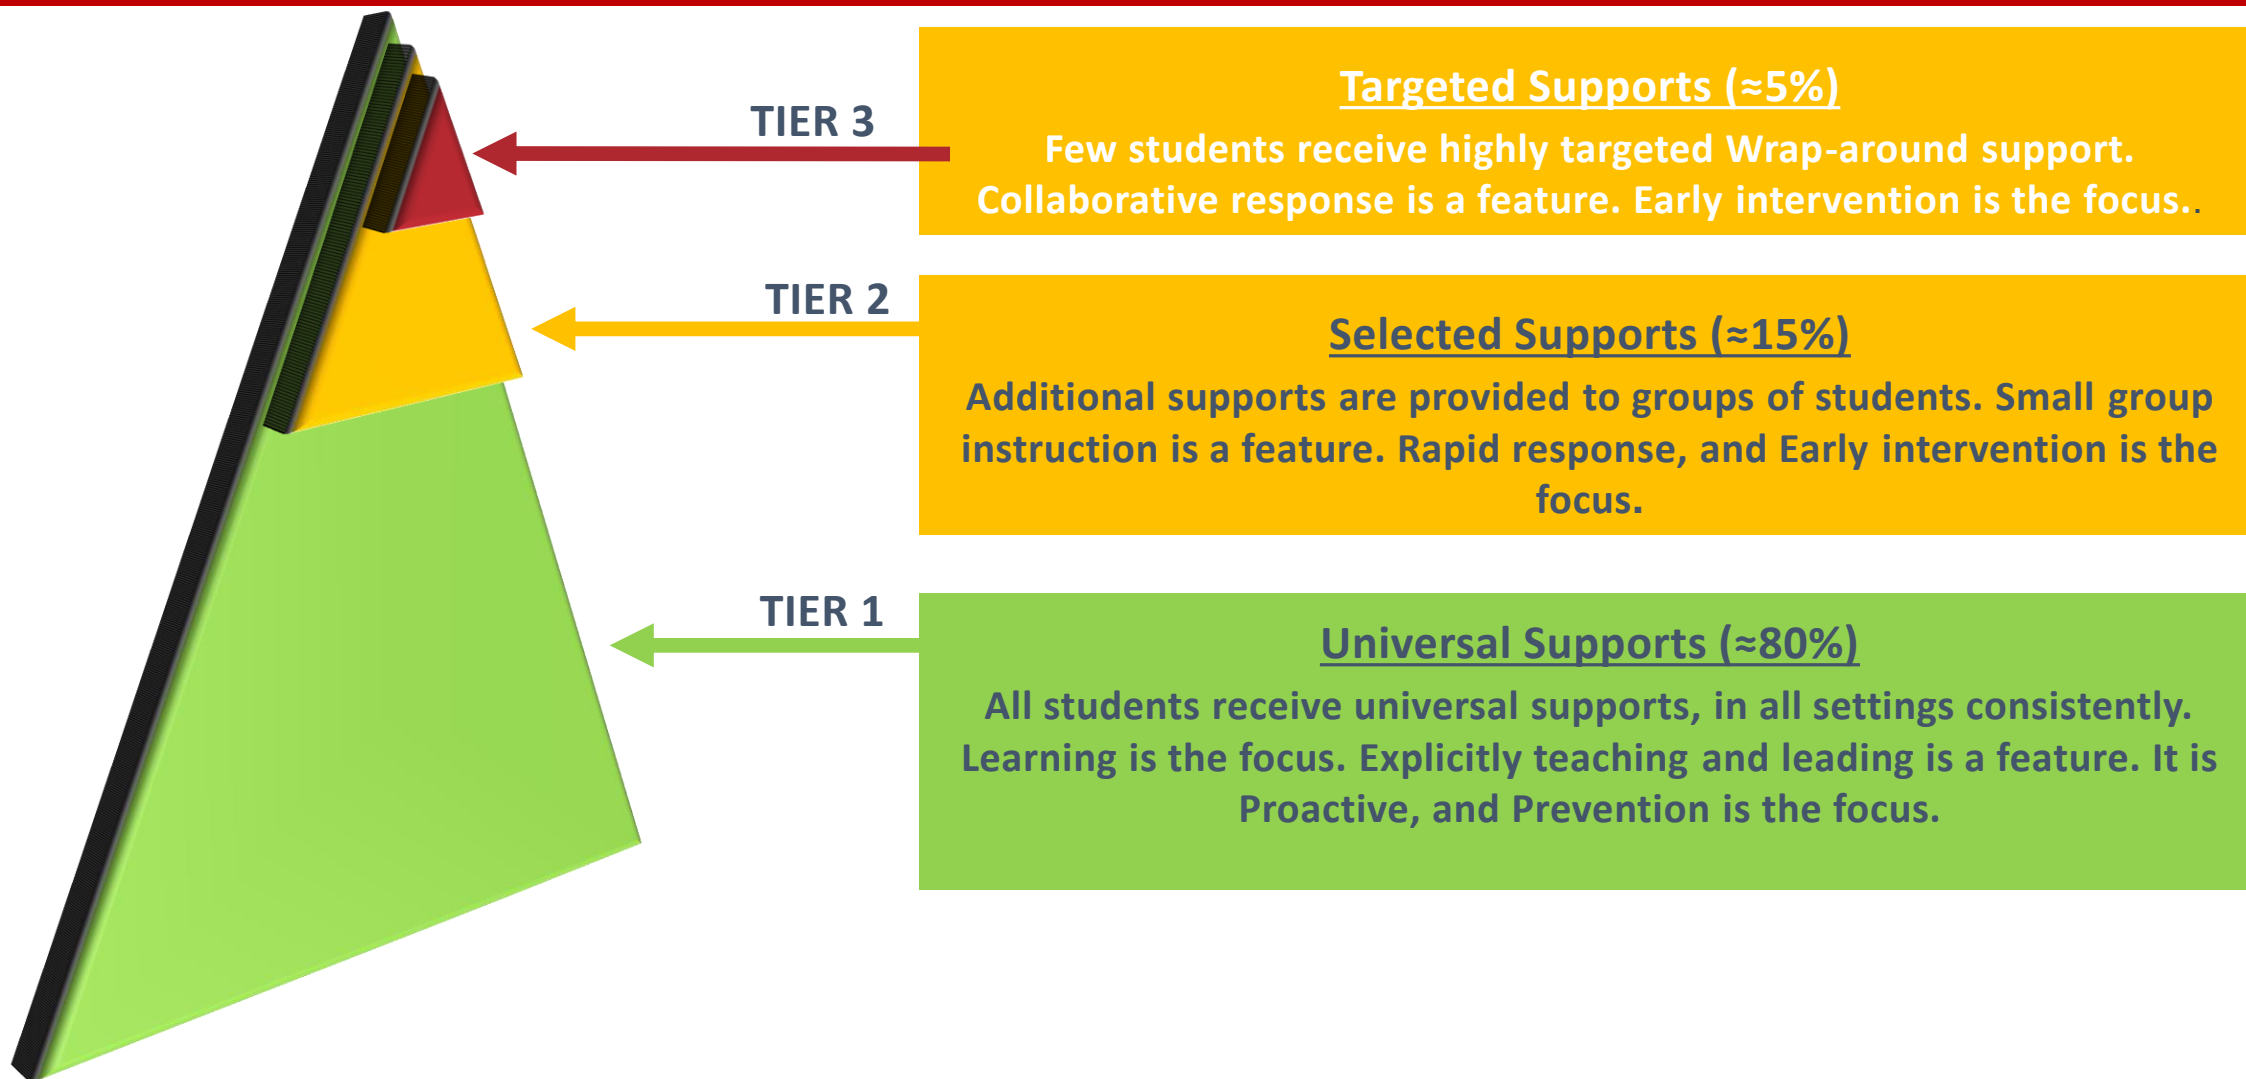 TIER 3
Targeted Supports (≈5%)
Few students receive highly targeted Wrap-around support.
Collaborative response is a feature. Early intervention is the focus..
TIER 2
Selected Supports (≈15%)
Additional supports are provided to groups of students. Small group
instruction is a feature. Rapid response, and Early intervention is the
focus.
TIER 1
Universal Supports (≈80%)
All students receive universal supports, in all settings consistently.
Learning is the focus. Explicitly teaching and leading is a feature. It is
Proactive, and Prevention is the focus.